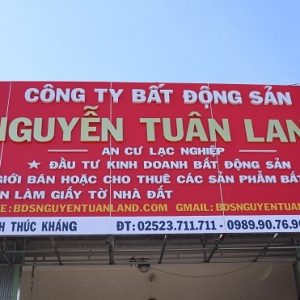 CÔNG TY BẤT ĐỘNG SẢN
NGUYỄN TUÂN LAN
AN CƯ LẠC NGHIỆP
★ ĐẦU TƯ KINH DOANH BẤT ĐỘNG SẢN
GIỚI BÁN HOẶC CHO THUÊ CÁC SẢN PHẨM BẤT
N LÀM GIẤY TỜ NHÀ ĐẤT
E:BDSNGUYENTUANLAND.COM GMAIL:BDSNGUYENTUANL
H THÚC KHÁNG ĐT: 02523.711.711 - 0989.90.76.9